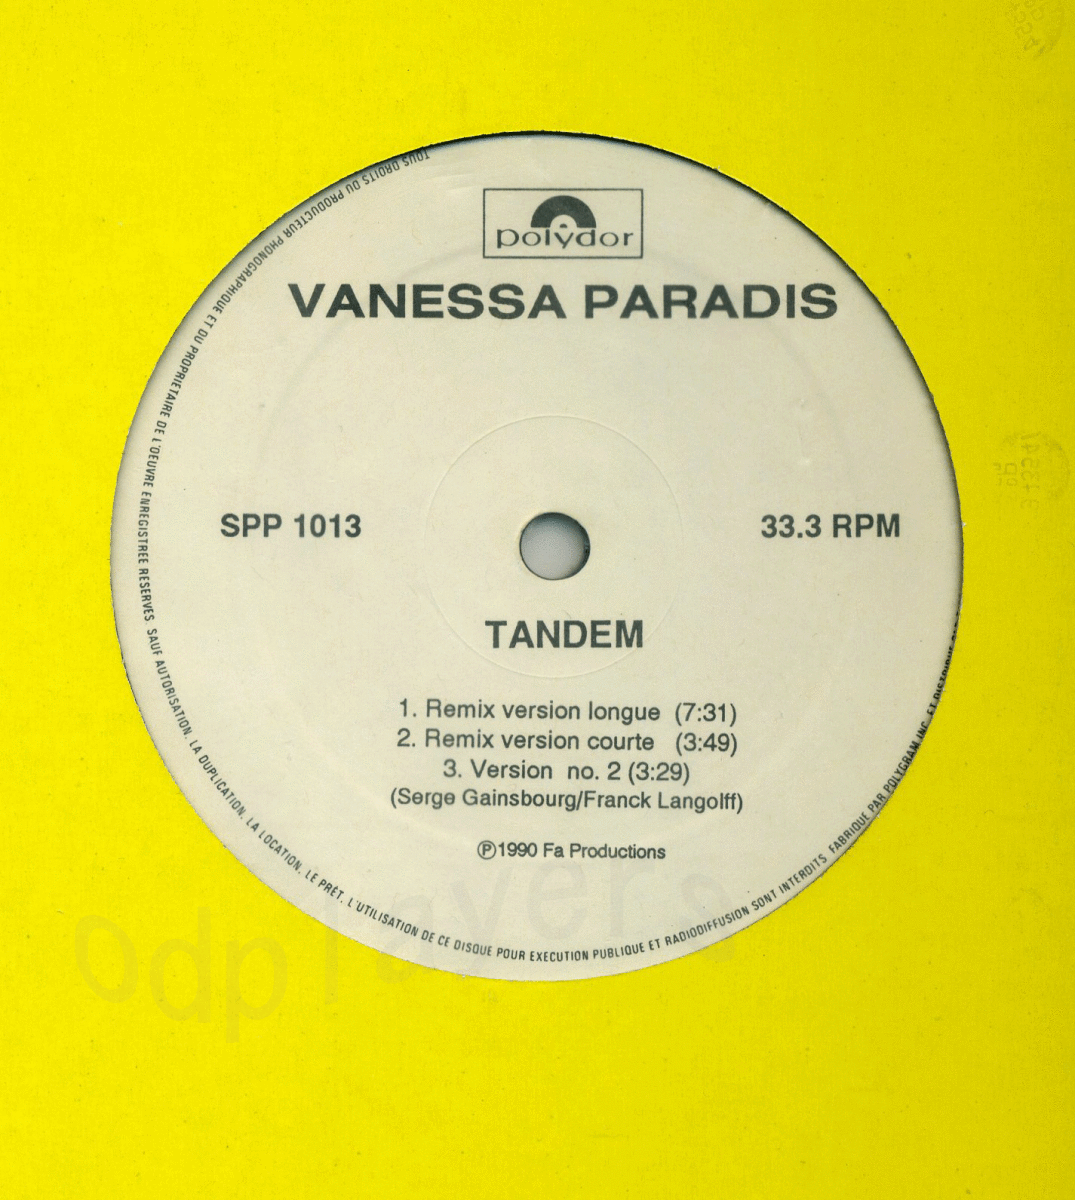 polydor
VANESSA PARADIS
SPP 1013
33.3 RPM
TANDEM
1. Remix version longue (7:31)
2. Remix version courte (3:49)
3. Version no. 2 (3:29)
(Serge Gainsbourg/Franck Langolff)
℗1990 Fa Productions
TOUS DROITS DU PRODUCTEUR PHONOGRAPHIQUE ET DU PROPRIETAIRE DE L'OEUVRE ENREGISTREE RESERVES. SAUF AUTORISATION, LA DUPLICATION, LA LOCATION, LE PRÊT, L'UTILISATION DE CE DISQUE POUR EXECUTION PUBLIQUE ET RADIODIFFUSION SONT INTERDITS. FABRIQUE PAR POLYGRAM INC. ET
odplayers